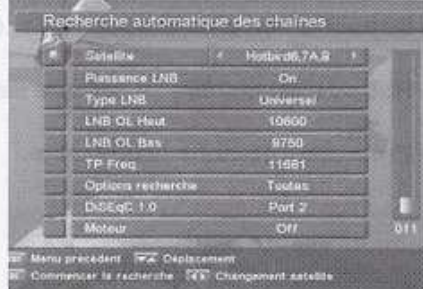 Recherche automatique des chaînes
Satellite Hotbird6,7A,8
Puissance LNB On
Type LNB Universel
LNB OL Haut 10600
LNB OL Bas 9750
TP Freq 11681
Options recherche Toutes
DiSEqC 1.0 Port 2
Moteur Off
011
Menu precedent Déplacement
Commencer la recherche Changement satellite